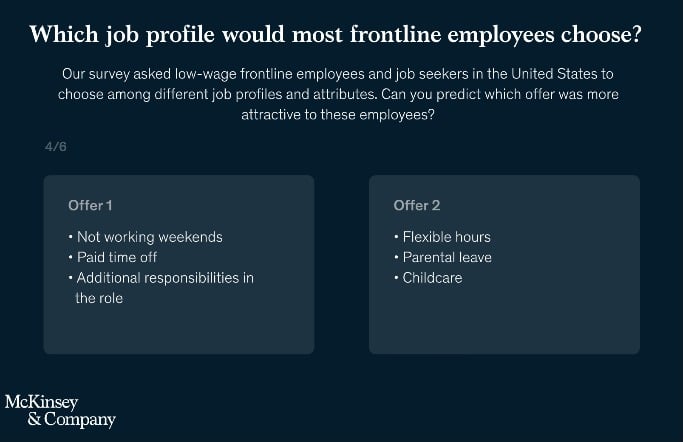 Which job profile would most frontline employees choose?
Our survey asked low-wage frontline employees and job seekers in the United States to
choose among different job profiles and attributes. Can you predict which offer was more
attractive to these employees?
4/6
Offer 1
• Not working weekends
• Paid time off
• Additional responsibilities in
the role
Offer 2
• Flexible hours
• Parental leave
• Childcare
McKinsey
& Company